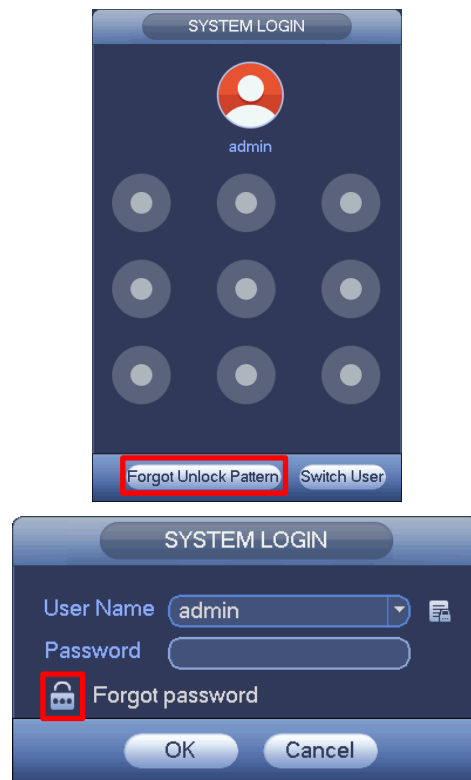 SYSTEM LOGIN
admin
Forgot Unlock Pattern Switch User
SYSTEM LOGIN
User Name admin
Password
Forgot password
OK Cancel